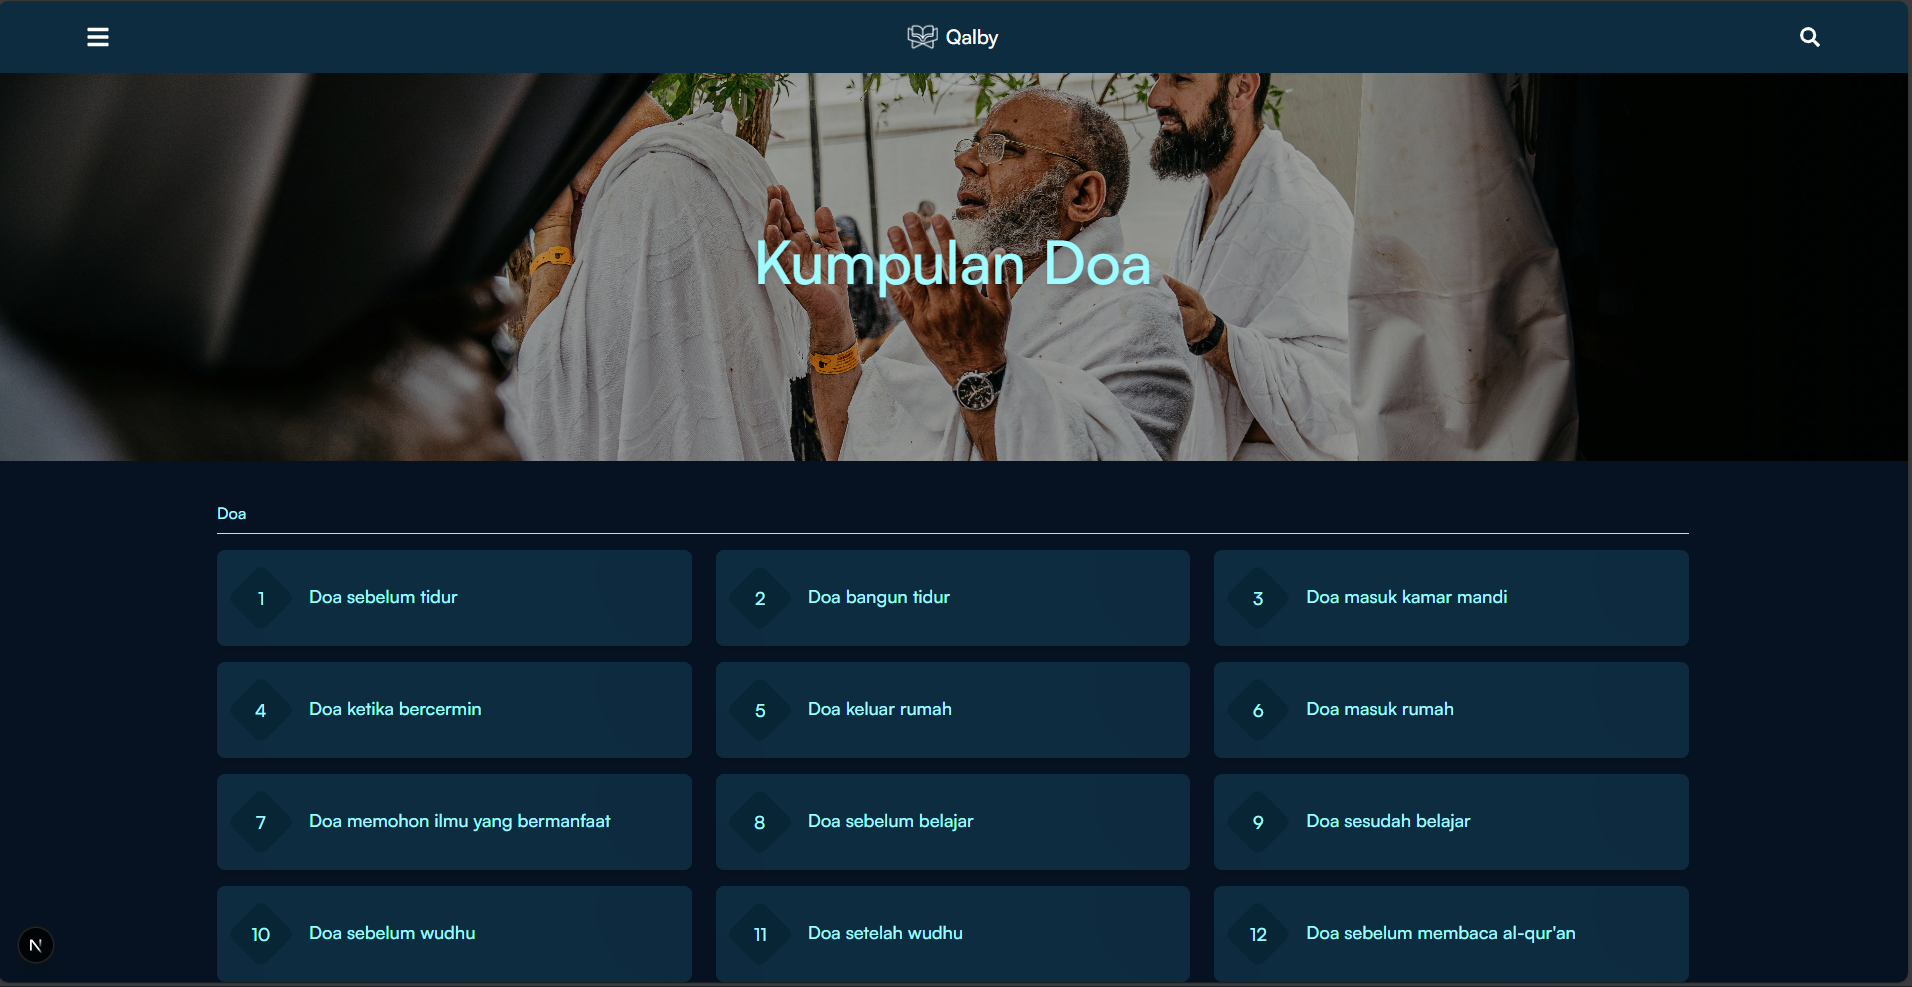 Qalby
Kumpulan Doa
Doa
1 Doa sebelum tidur
2 Doa bangun tidur
3 Doa masuk kamar mandi
4 Doa ketika bercermin
5 Doa keluar rumah
6 Doa masuk rumah
7 Doa memohon ilmu yang bermanfaat
8 Doa sebelum belajar
9 Doa sesudah belajar
10 Doa sebelum wudhu
11 Doa setelah wudhu
12 Doa sebelum membaca al-qur'an
N